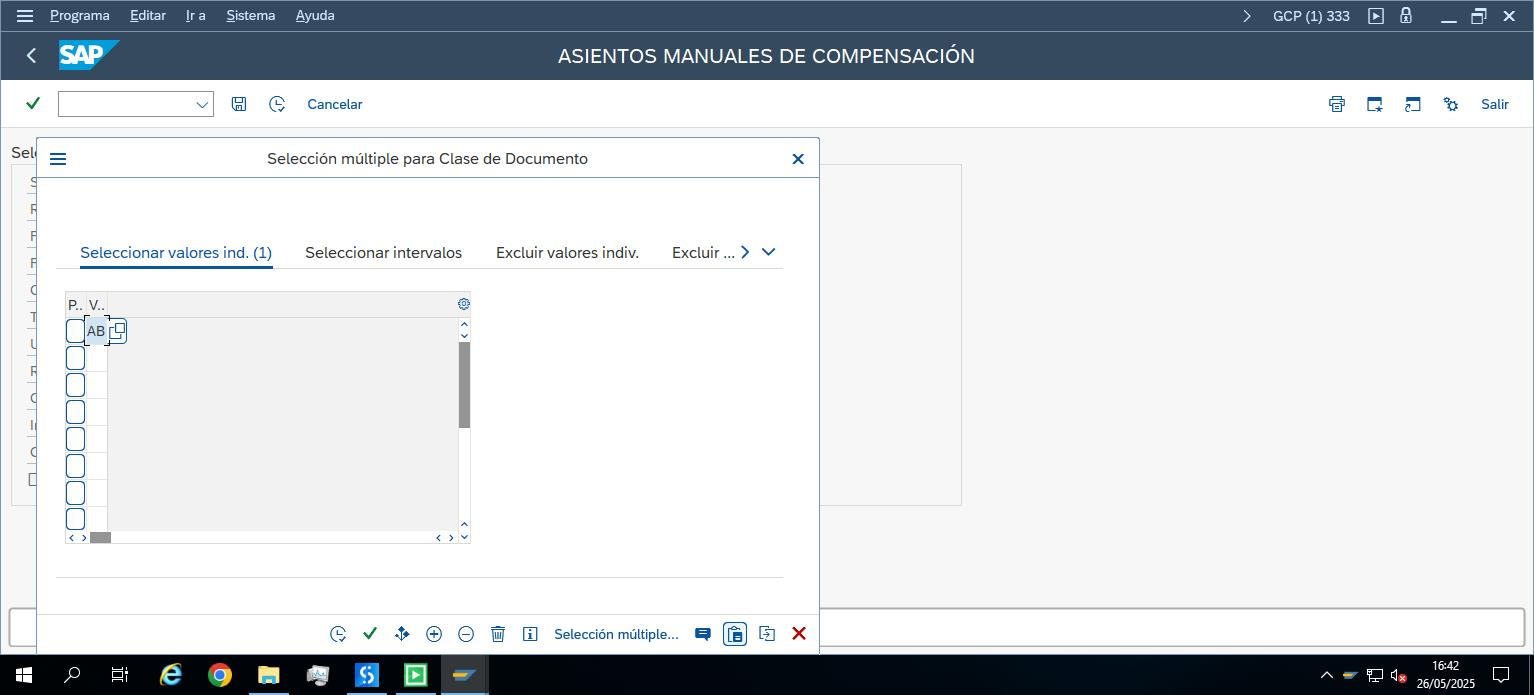 Programa Editar Ir a Sistema Ayuda GCP (1) 333
SAP ASIENTOS MANUALES DE COMPENSACIÓN
Cancelar Salir
Selección múltiple para Clase de Documento
Seleccionar valores ind. (1) Seleccionar intervalos Excluir valores indiv. Excluir ...
P.. V..
AB
Selección múltiple...
16:42
26/05/2025